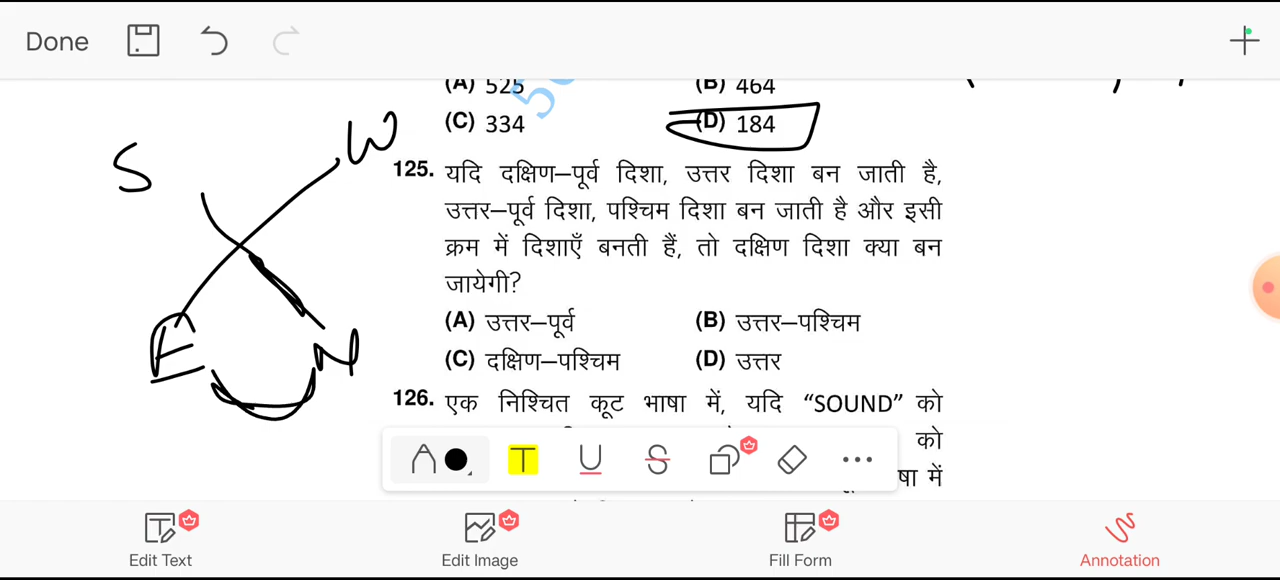 Done
(A) 525 (B) 464
(C) 334 (D) 184
125. यदि दक्षिण–पूर्व दिशा, उत्तर दिशा बन जाती है,
उत्तर–पूर्व दिशा, पश्चिम दिशा बन जाती है और इसी
क्रम में दिशाएँ बनती हैं, तो दक्षिण दिशा क्या बन
जायेगी?
(A) उत्तर–पूर्व (B) उत्तर–पश्चिम
(C) दक्षिण–पश्चिम (D) उत्तर
126. एक निश्चित कूट भाषा में, यदि “SOUND” को
को
षा में
S W
E N
T U S
Edit Text Edit Image Fill Form Annotation